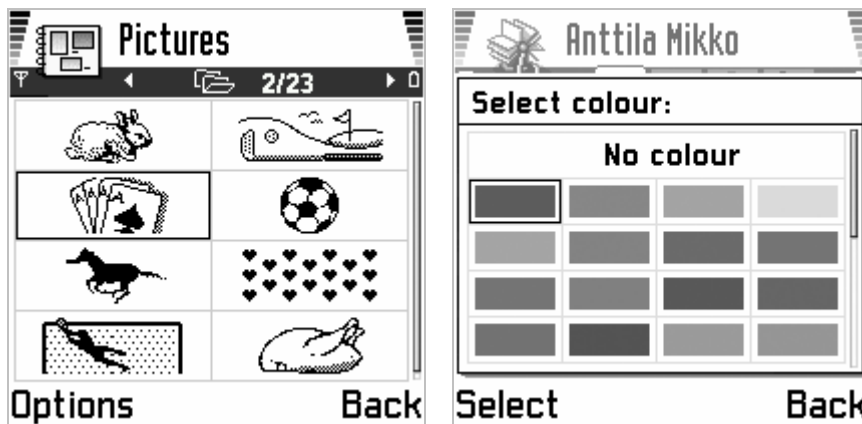 Pictures
2/23
Options
Back
Anttila Mikko
Select colour:
No colour
Select
Back